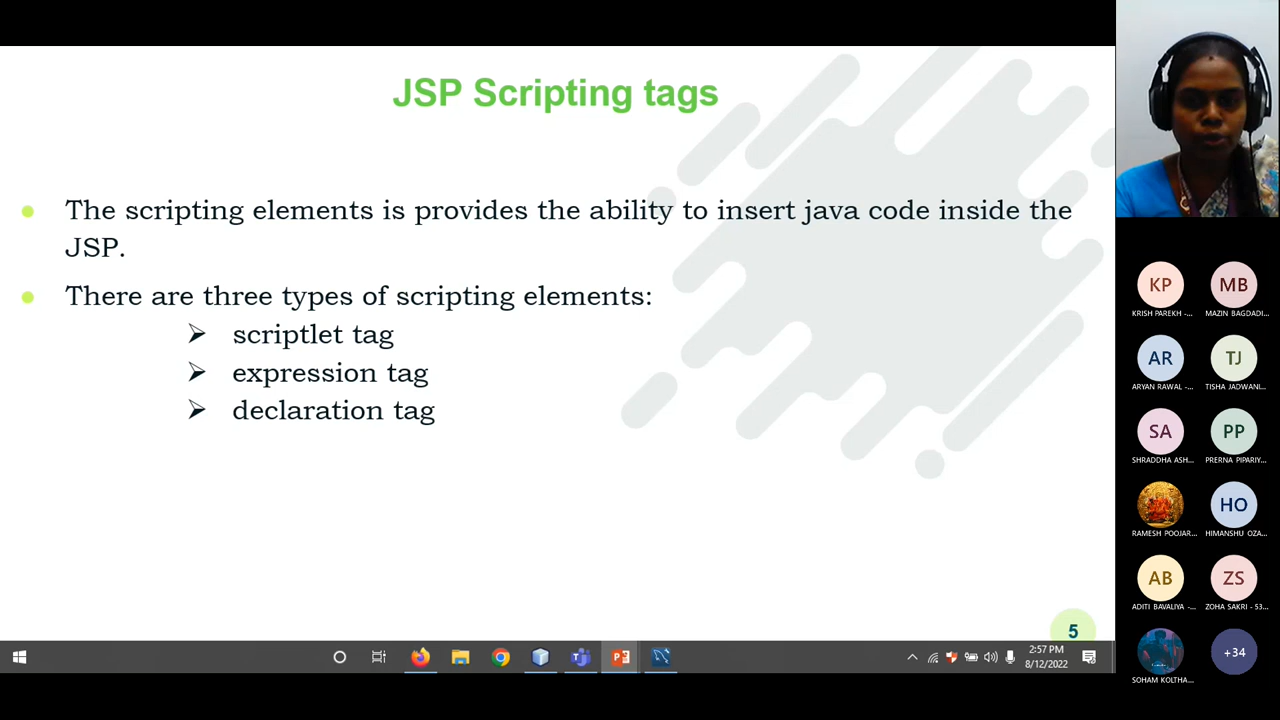 JSP Scripting tags
The scripting elements is provides the ability to insert java code inside the
JSP.
There are three types of scripting elements:
scriptlet tag
expression tag
declaration tag
5
2:57 PM
8/12/2022
KP
MB
KRISH PAREKH -...
MAZIN BAGDADI...
AR
TJ
ARYAN RAWAL -...
TISHA JADWANI...
SA
PP
SHRADDHA ASH...
PRERNA PIPARIY...
HO
RAMESH POOJAR...
HIMANSHU OZA...
AB
ZS
ADITI BAVALIYA -...
ZOHA SAKRI - 53...
+34
SOHAM KOLTHA...